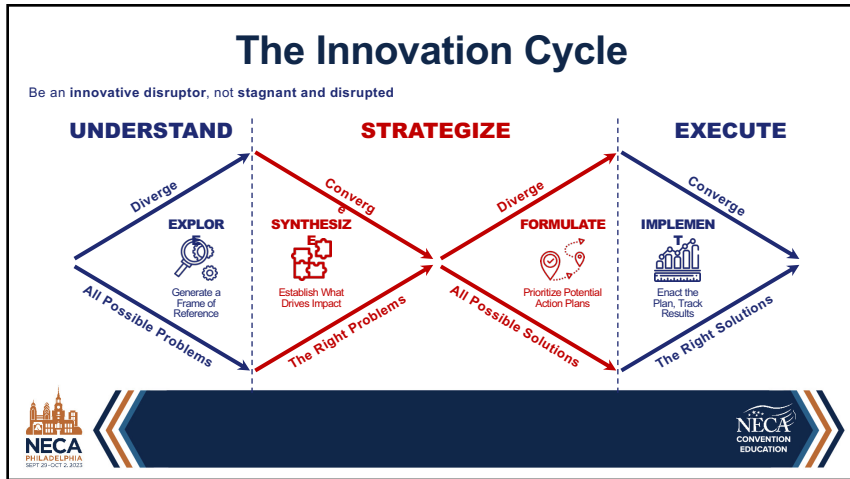 The Innovation Cycle
Be an innovative disruptor, not stagnant and disrupted
UNDERSTAND
STRATEGIZE
EXECUTE
Diverge
Converg
e
Diverge
Converge
EXPLOR
E
Generate a
Frame of
Reference
SYNTHESIZ
E
Establish What
Drives Impact
FORMULATE
Prioritize Potential
Action Plans
IMPLEMEN
T
Enact the
Plan, Track
Results
All Possible Problems
The Right Problems
All Possible Solutions
The Right Solutions
NECA
PHILADELPHIA
SEPT 29-OCT 2, 2023
NECA
CONVENTION
EDUCATION